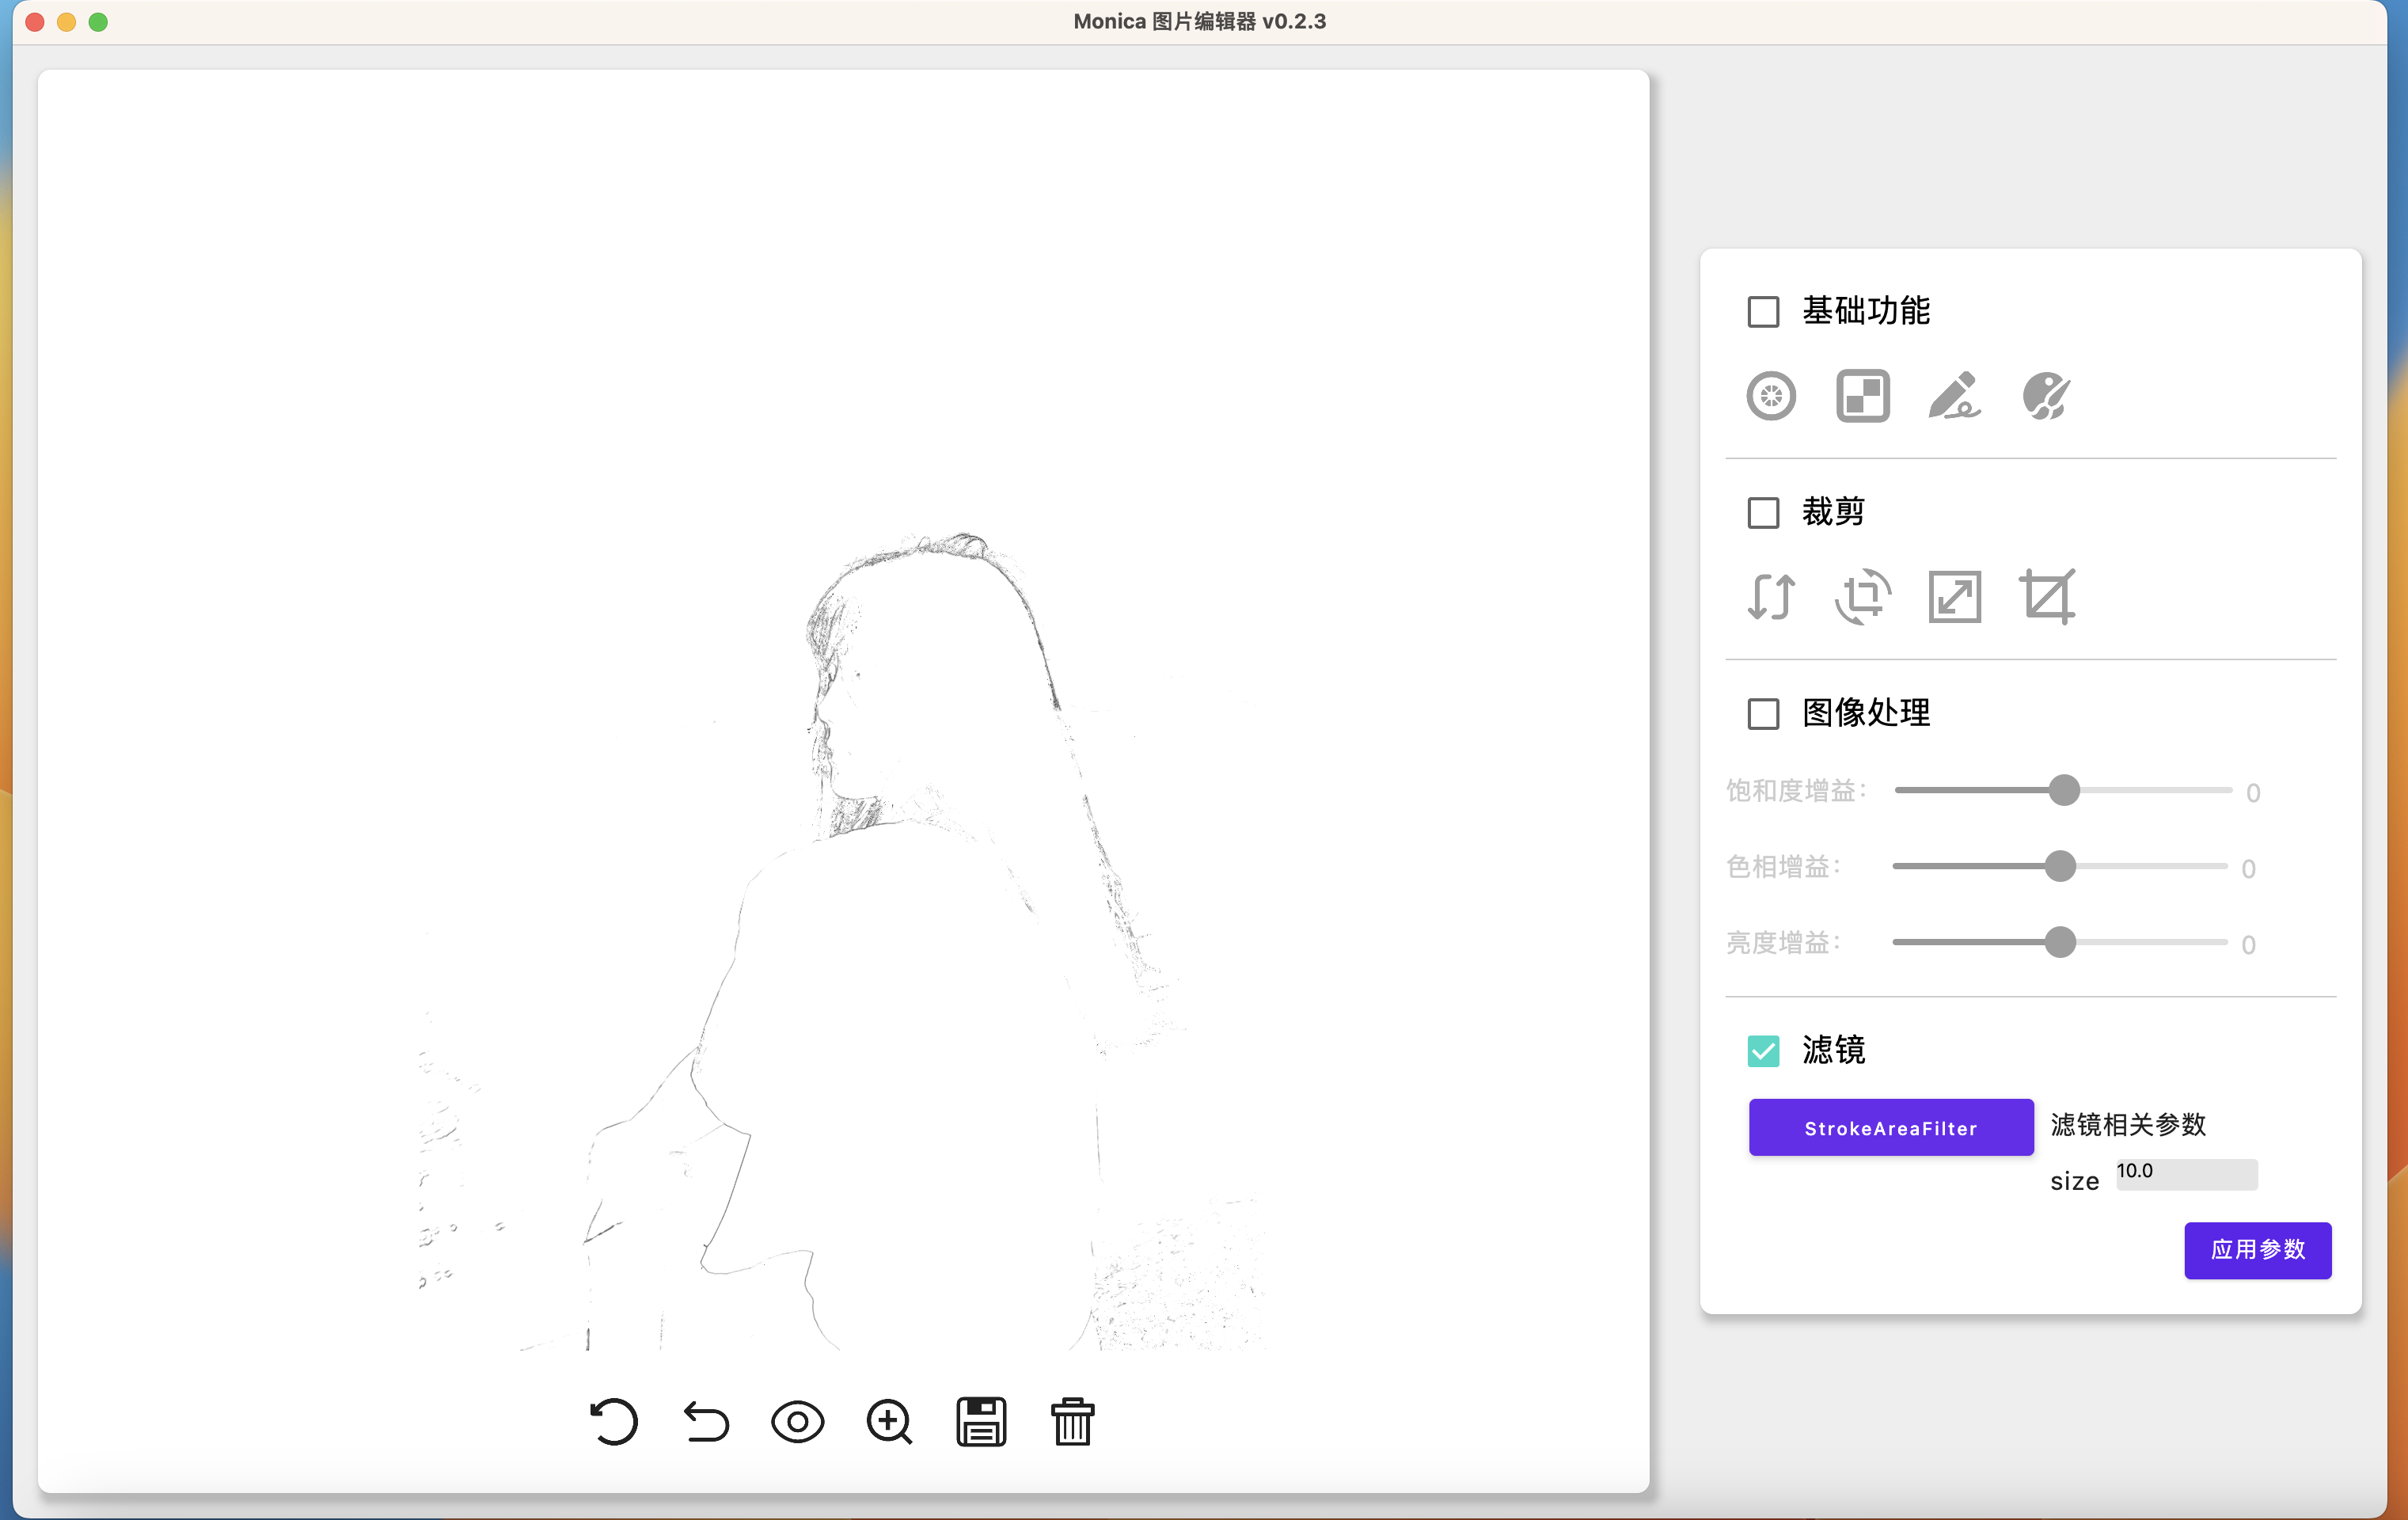 Monica 图片编辑器 v0.2.3
基础功能
裁剪
图像处理
饱和度增益: 0
色相增益: 0
亮度增益: 0
滤镜
StrokeAreaFilter
滤镜相关参数
size 10.0
应用参数